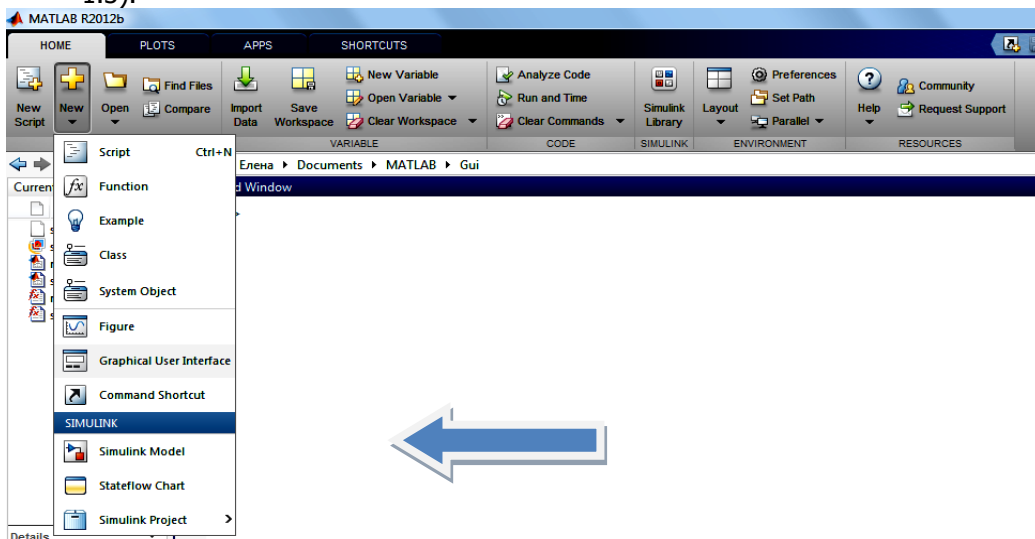 1.3).
MATLAB R2012b
HOME PLOTS APPS SHORTCUTS
New Script
New
Open
Find Files
Compare
Import Data
Save Workspace
New Variable
Open Variable
Clear Workspace
Analyze Code
Run and Time
Clear Commands
Simulink Library
Layout
Preferences
Set Path
Parallel
Help
Community
Request Support
VARIABLE CODE SIMULINK ENVIRONMENT RESOURCES
Елена Documents MATLAB Gui
Window
Script Ctrl+N
Function
Example
Class
System Object
Figure
Graphical User Interface
Command Shortcut
SIMULINK
Simulink Model
Stateflow Chart
Simulink Project
Details